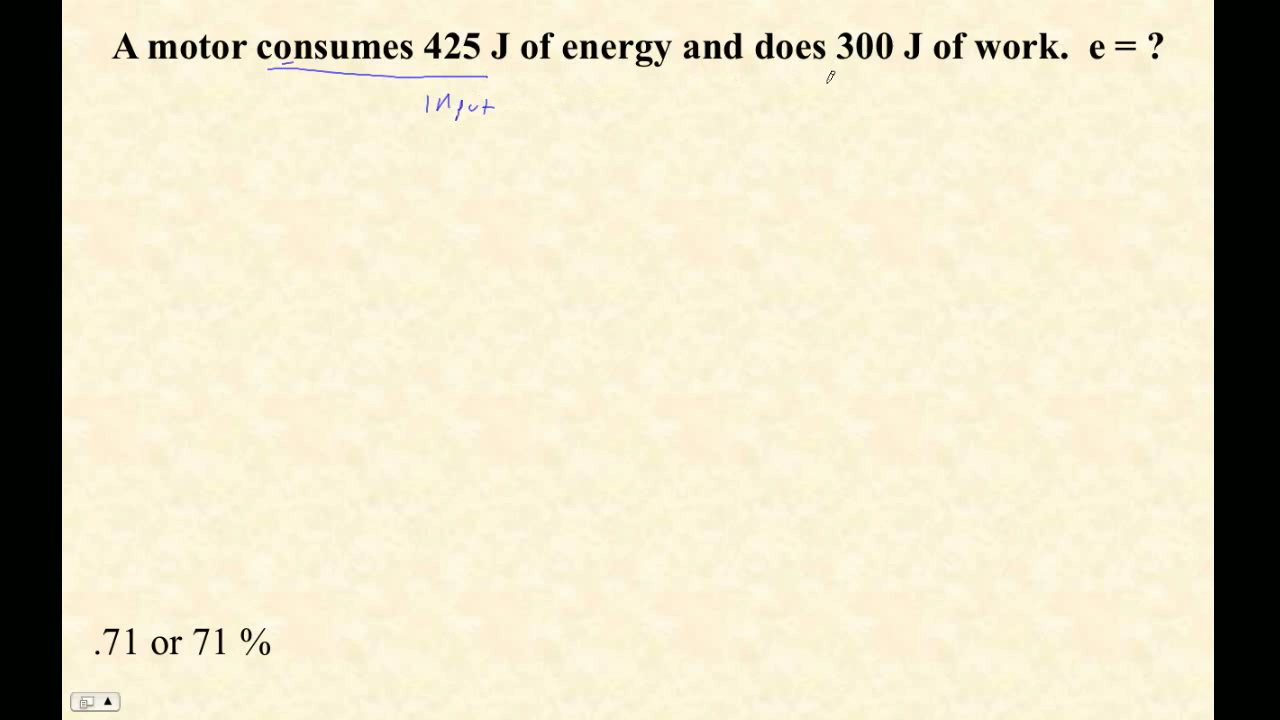 A motor consumes 425 J of energy and does 300 J of work. e = ?
Input
.71 or 71 %